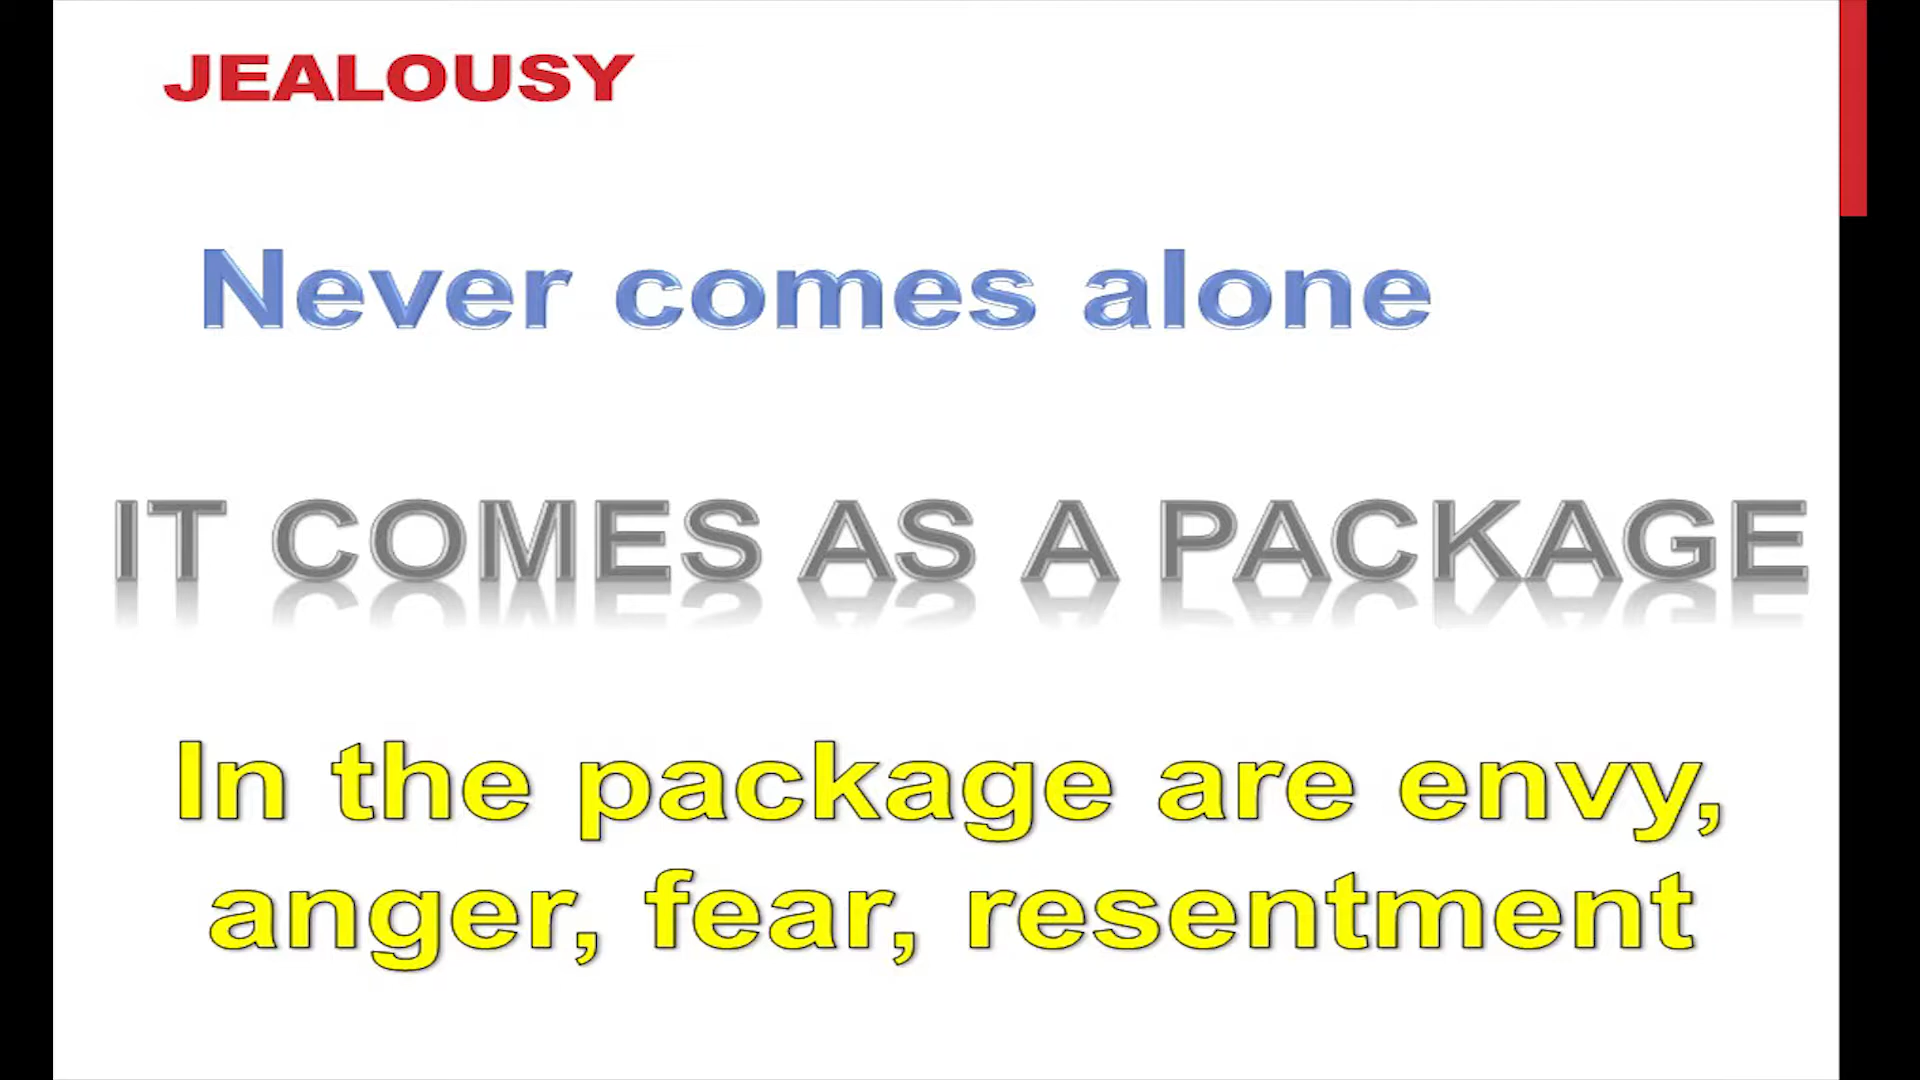 JEALOUSY
Never comes alone
IT COMES AS A PACKAGE
In the package are envy,
anger, fear, resentment